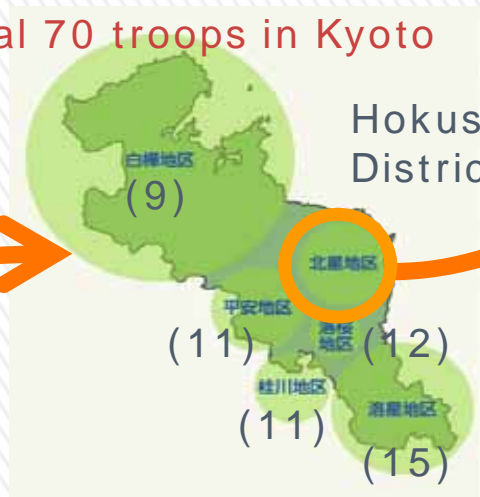 al 70 troops in Kyoto
Hokus
Distric
白樺地区
(9)
北星地区
平安地区
(11)
洛桜
地区
(12)
桂川地区
(11)
洛星地区
(15)